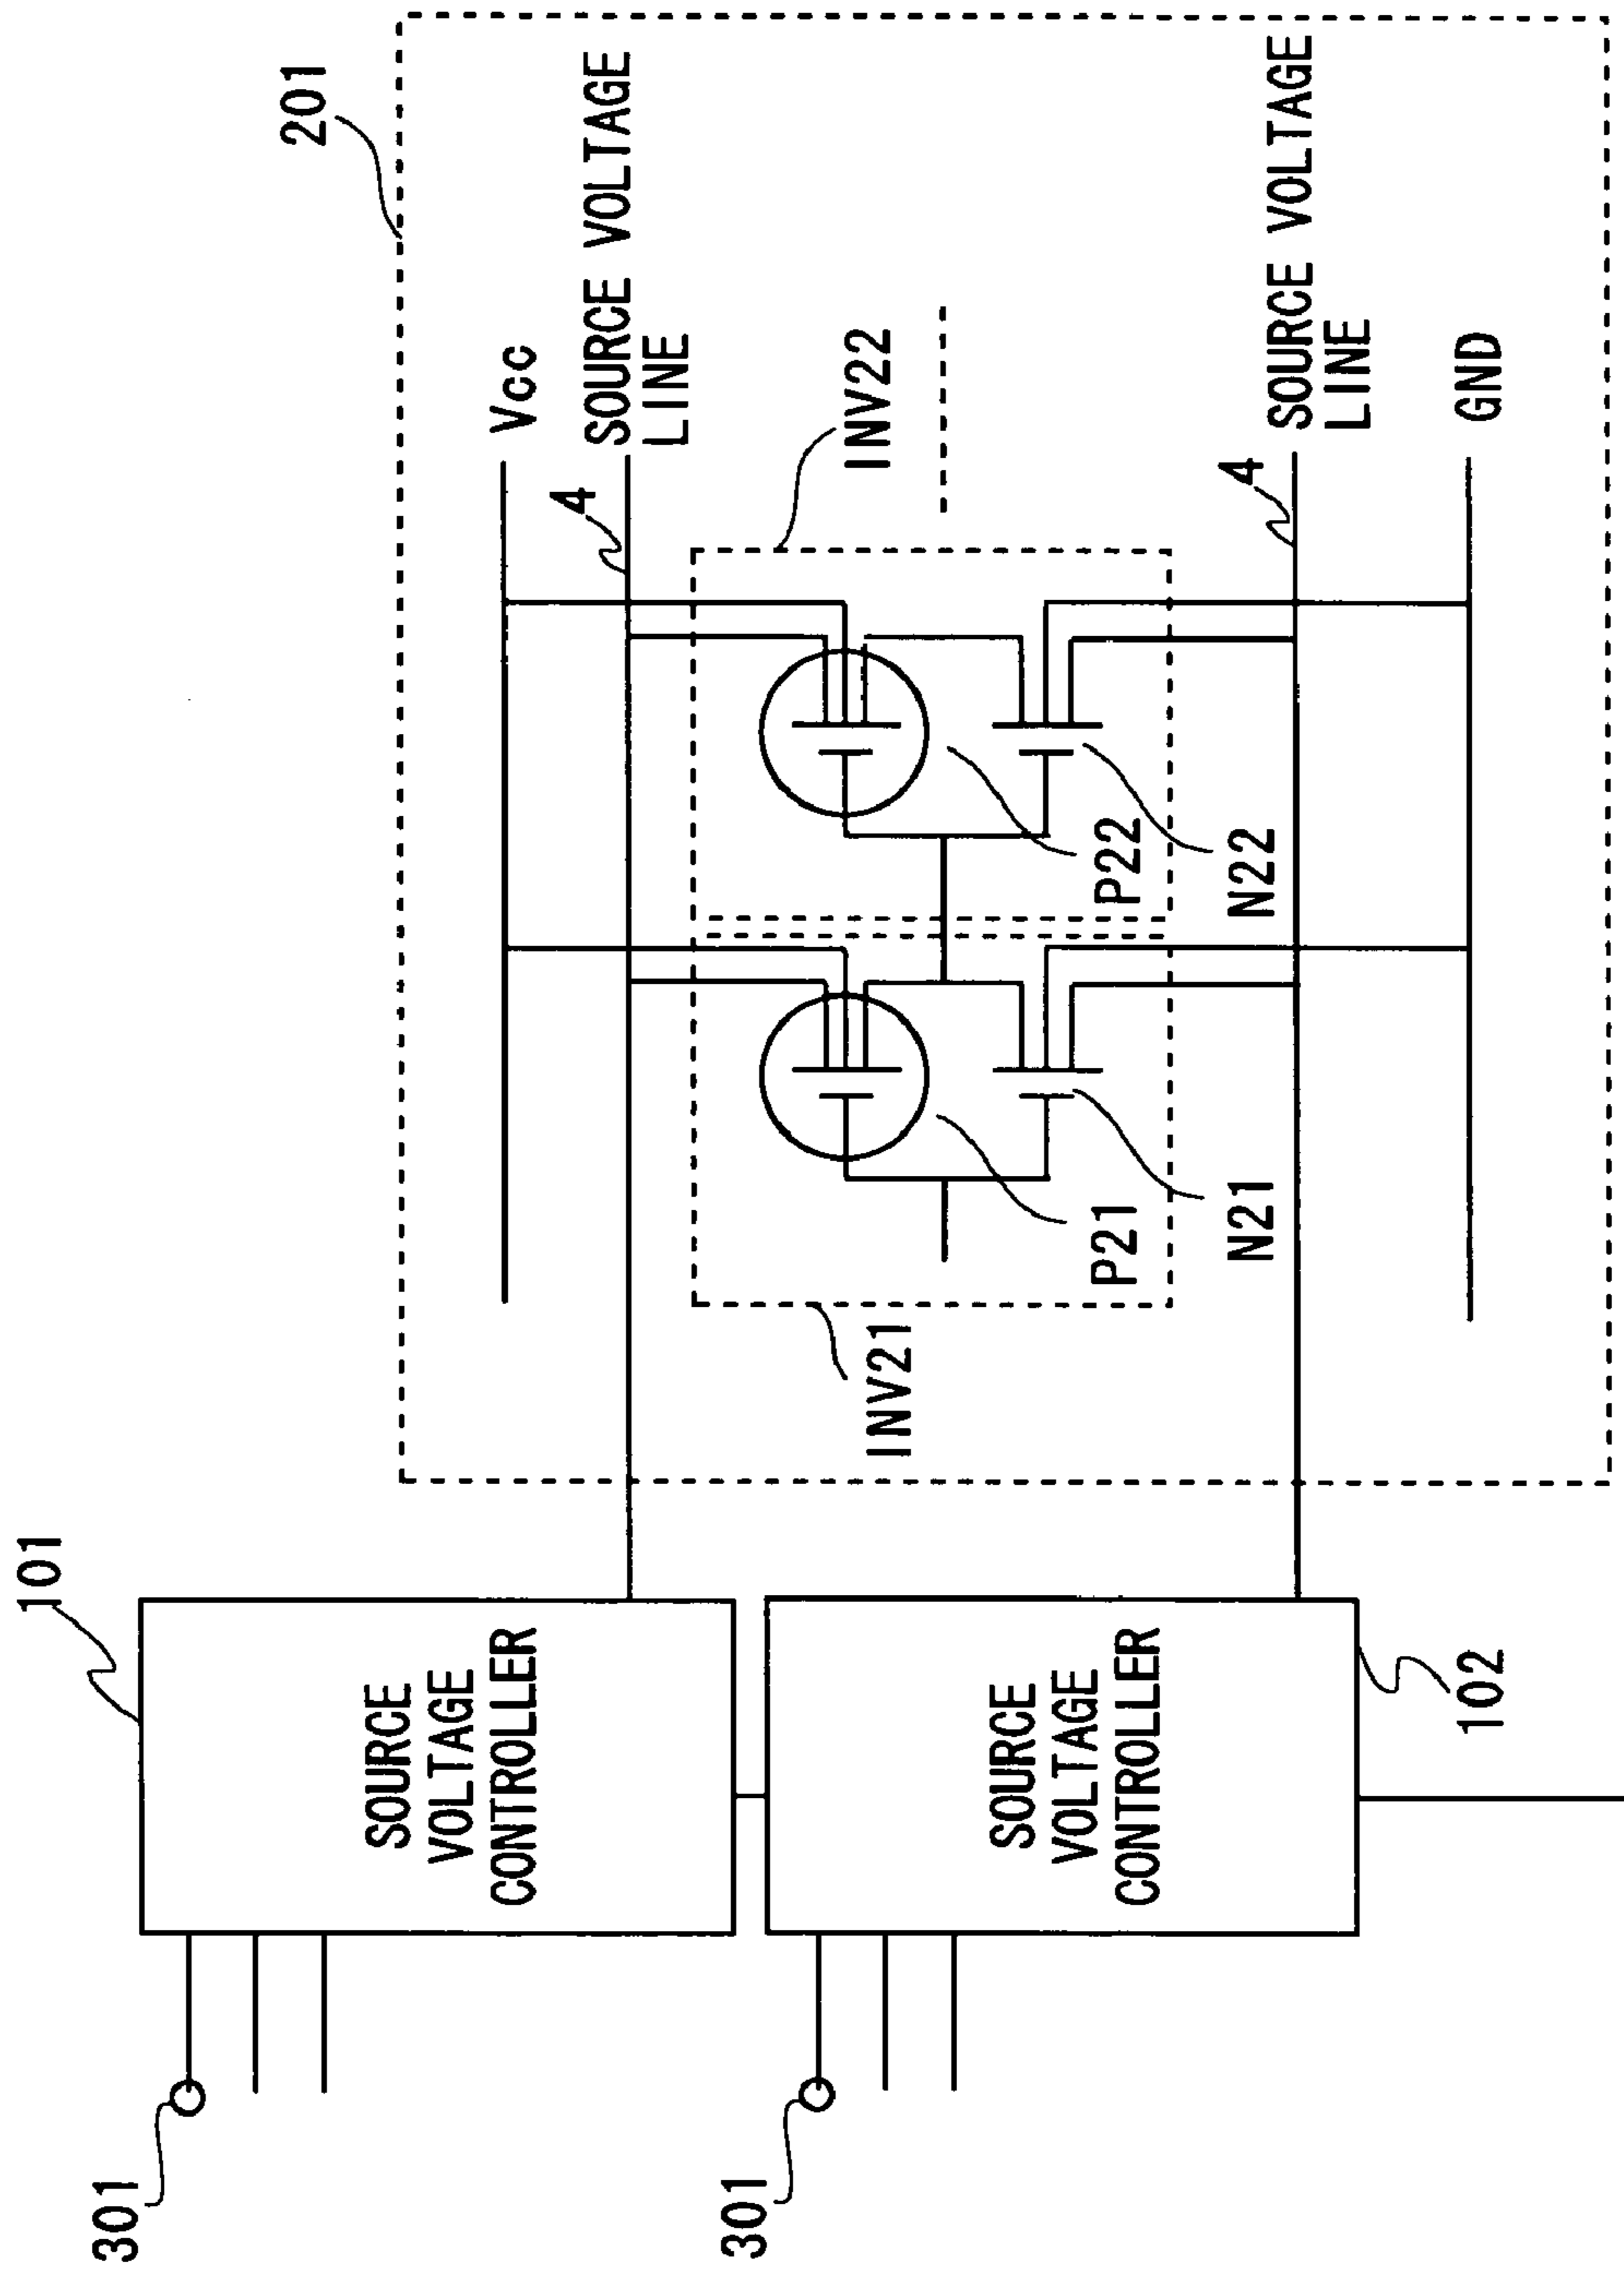 201
Vcc
SOURCE VOLTAGE
LINE
4
INV22
P22
N22
SOURCE VOLTAGE
LINE
4
GND
INV21
P21
N21
101
SOURCE
VOLTAGE
CONTROLLER
SOURCE
VOLTAGE
CONTROLLER
102
301
301